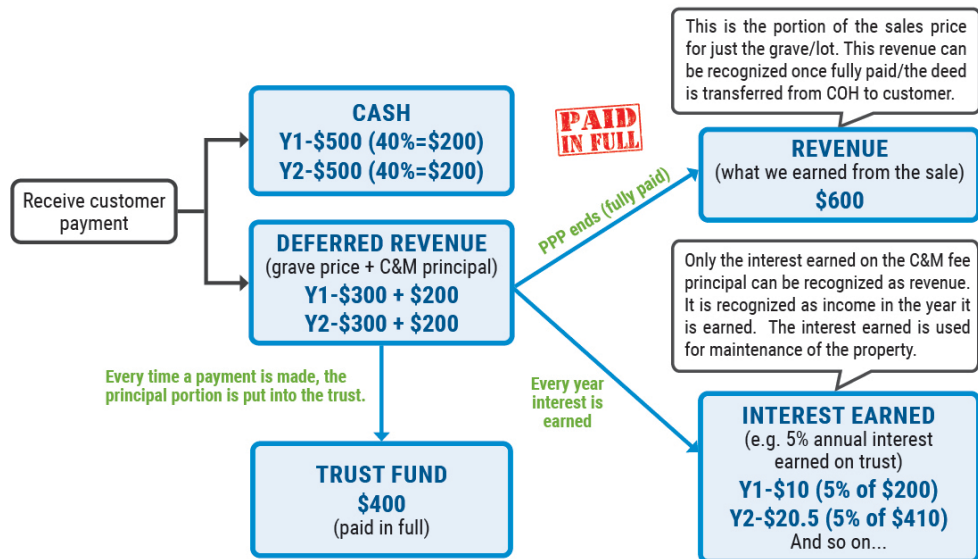 This is the portion of the sales price
for just the grave/lot. This revenue can
be recognized once fully paid/the deed
is transferred from COH to customer.
CASH
Y1-$500 (40%=$200)
Y2-$500 (40%=$200)
PAID
IN FULL
REVENUE
(what we earned from the sale)
$600
Receive customer
payment
PPP ends (fully paid)
DEFERRED REVENUE
(grave price + C&M principal)
Y1-$300 + $200
Y2-$300 + $200
Only the interest earned on the C&M fee
principal can be recognized as revenue.
It is recognized as income in the year it
is earned.  The interest earned is used
for maintenance of the property.
Every time a payment is made, the
principal portion is put into the trust.
Every year
interest is
earned
TRUST FUND
$400
(paid in full)
INTEREST EARNED
(e.g. 5% annual interest
earned on trust)
Y1-$10 (5% of $200)
Y2-$20.5 (5% of $410)
And so on...